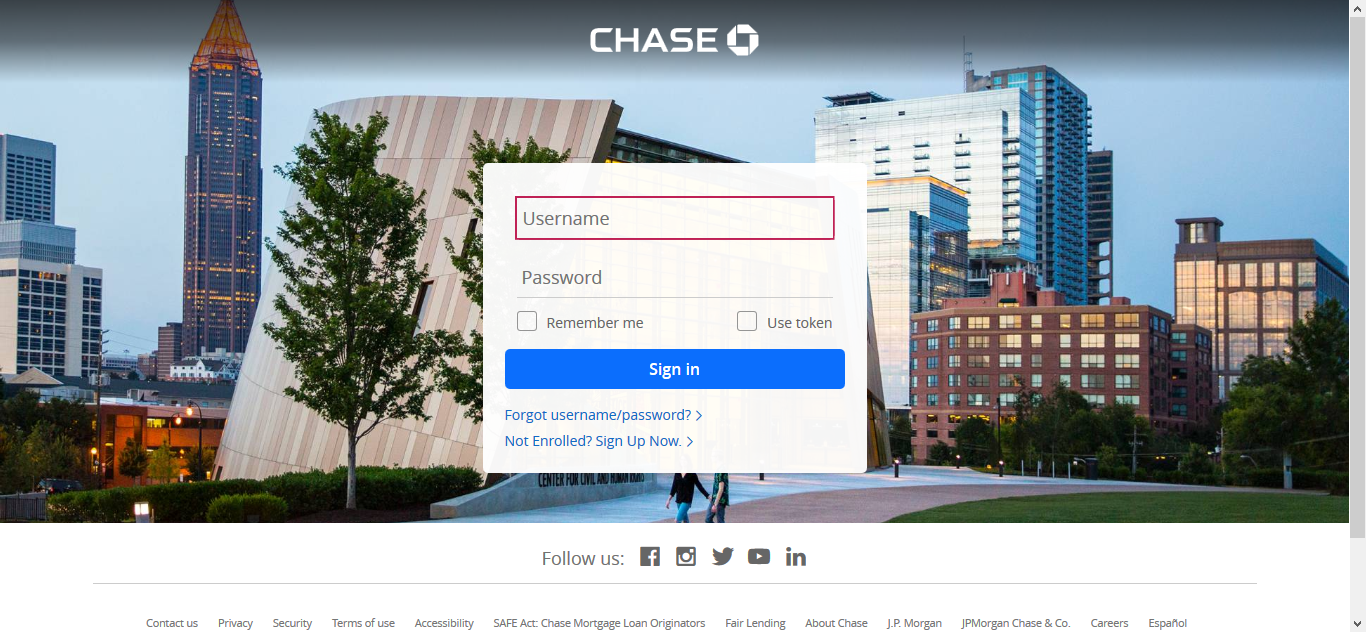 CHASE
Username
Password
Remember me
Use token
Sign in
Forgot username/password?
Not Enrolled? Sign Up Now.
CENTER FOR CIVIL AND HUMAN RIGHTS
Follow us:
Contact us Privacy Security Terms of use Accessibility SAFE Act: Chase Mortgage Loan Originators Fair Lending About Chase J.P. Morgan JPMorgan Chase & Co. Careers Español